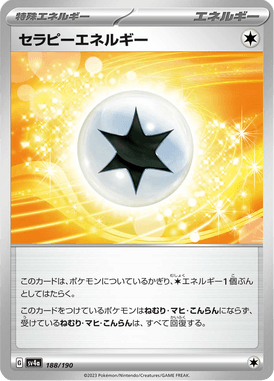 特殊エネルギー エネルギー
セラピーエネルギー
このカードは、ポケモンについているかぎり、エネルギー1個ぶん
としてはたらく。
このカードをつけているポケモンはねむり・マヒ・こんらんにならず、
受けているねむり・マヒ・こんらんは、すべて回復する。
G SV4a 188/190
©2023 Pokémon/Nintendo/Creatures/GAME FREAK.